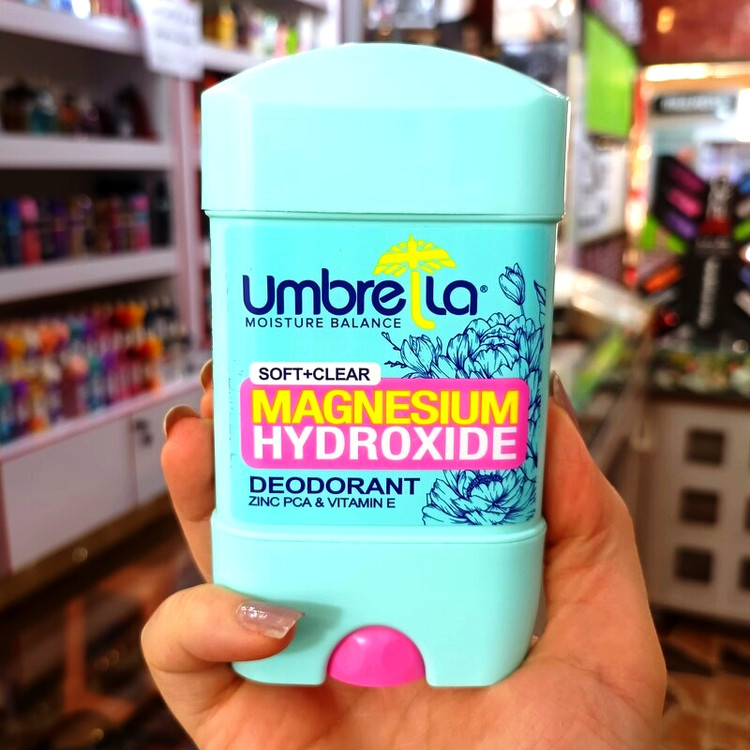 Umbrella®
MOISTURE BALANCE
SOFT+CLEAR
MAGNESIUM
HYDROXIDE
DEODORANT
ZINC PCA & VITAMIN E